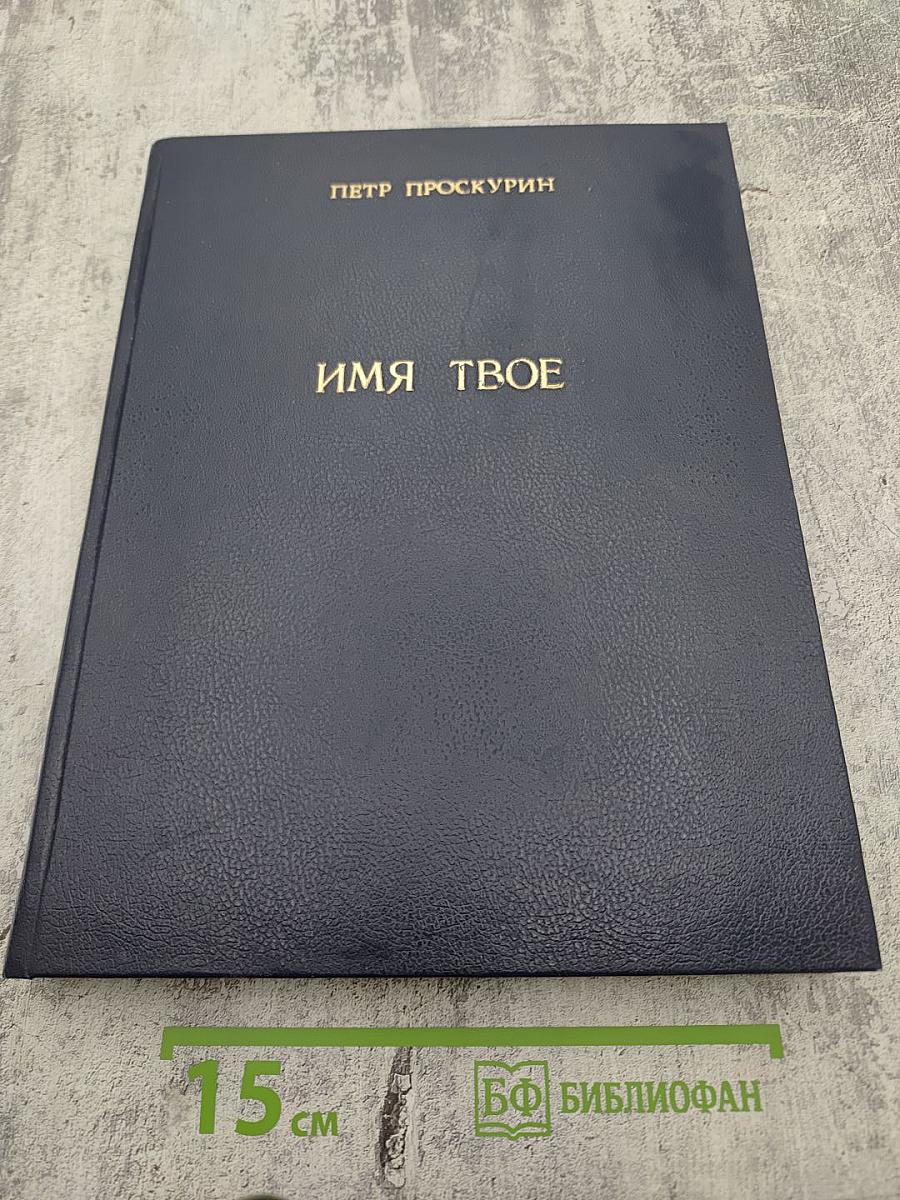 ПЕТР ПРОСКУРИН
ИМЯ ТВОЕ
15 см
БФ БИБЛИОФАН